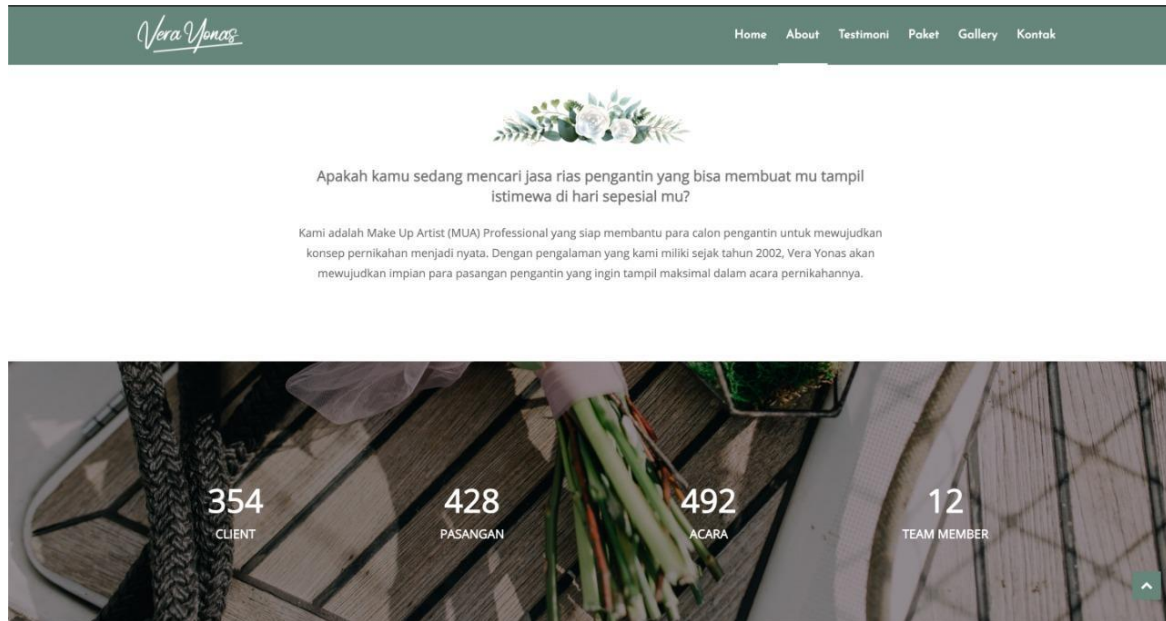 Vera Yonas
Home About Testimoni Paket Gallery Kontak
Apakah kamu sedang mencari jasa rias pengantin yang bisa membuat mu tampil
istimewa di hari sepesial mu?
Kami adalah Make Up Artist (MUA) Professional yang siap membantu para calon pengantin untuk mewujudkan
konsep pernikahan menjadi nyata. Dengan pengalaman yang kami miliki sejak tahun 2002, Vera Yonas akan
mewujudkan impian para pasangan pengantin yang ingin tampil maksimal dalam acara pernikahannya.
354 428 492 12
CLIENT PASANGAN ACARA TEAM MEMBER